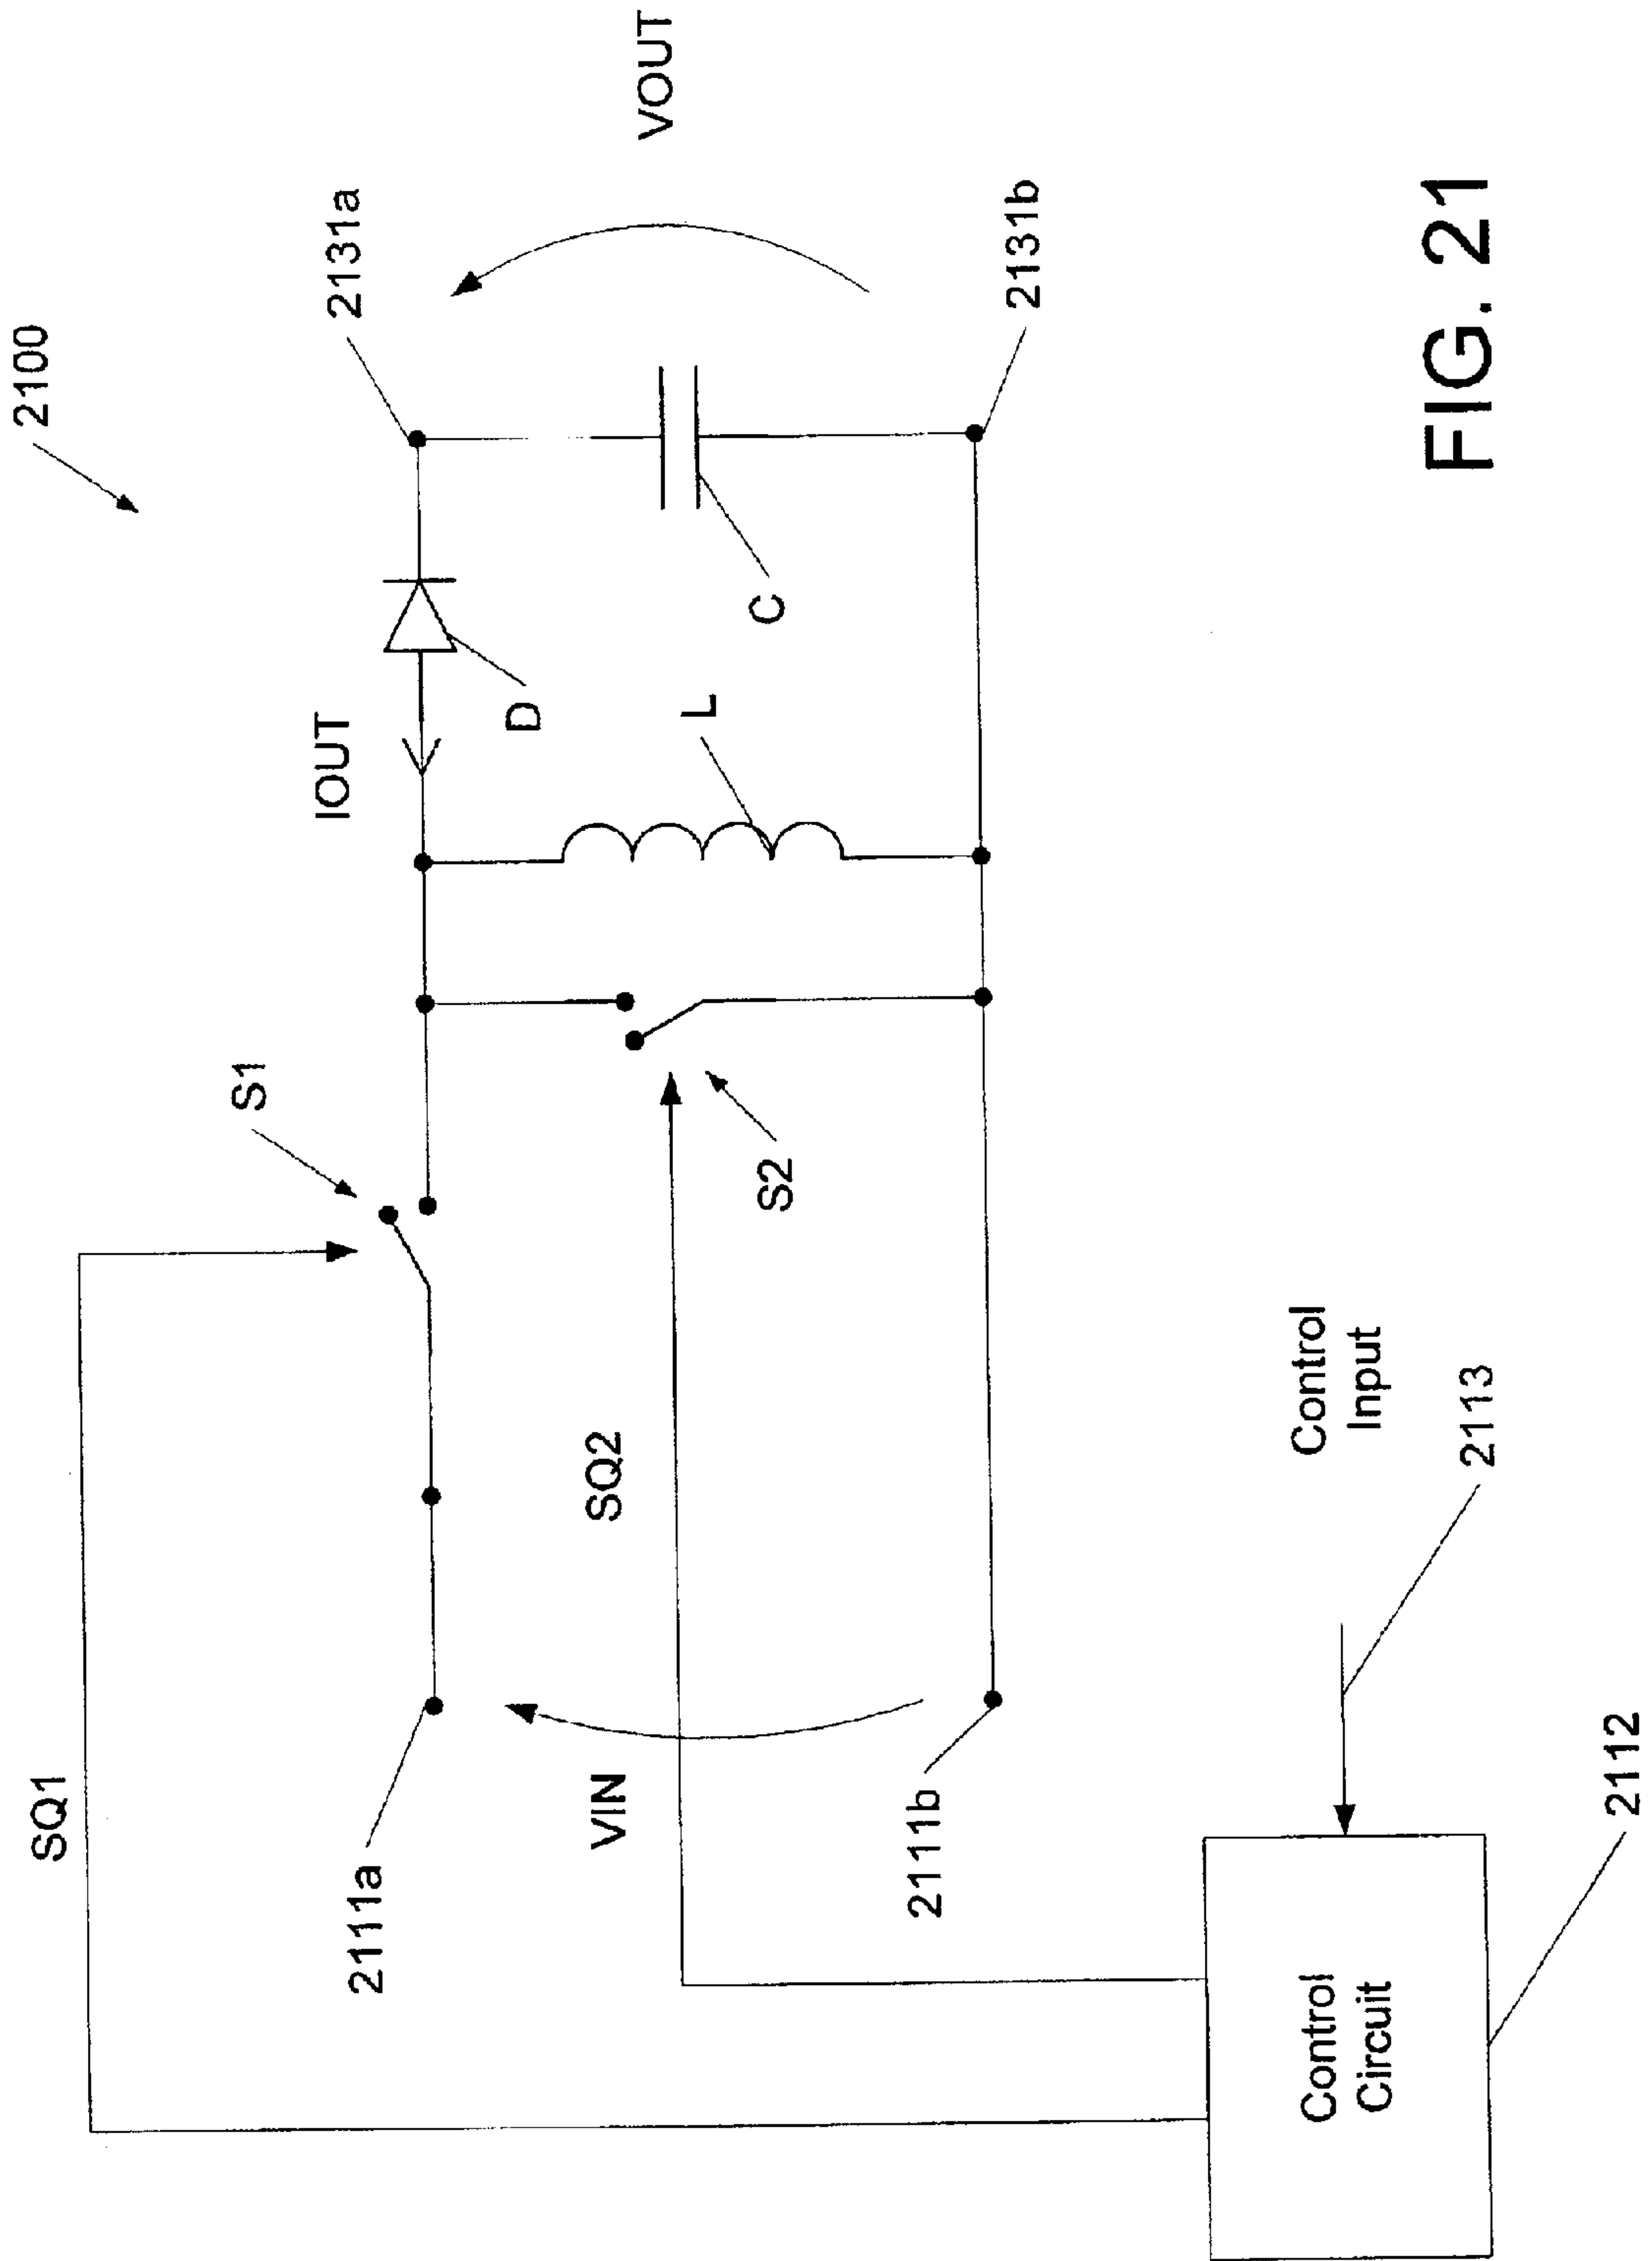 2100
SQ1
S1
IOUT
2131a
D
VOUT
2111a
VIN
SQ2
S2
L
C
2111b
2131b
Control
Input
2113
Control
Circuit
2112
FIG. 21